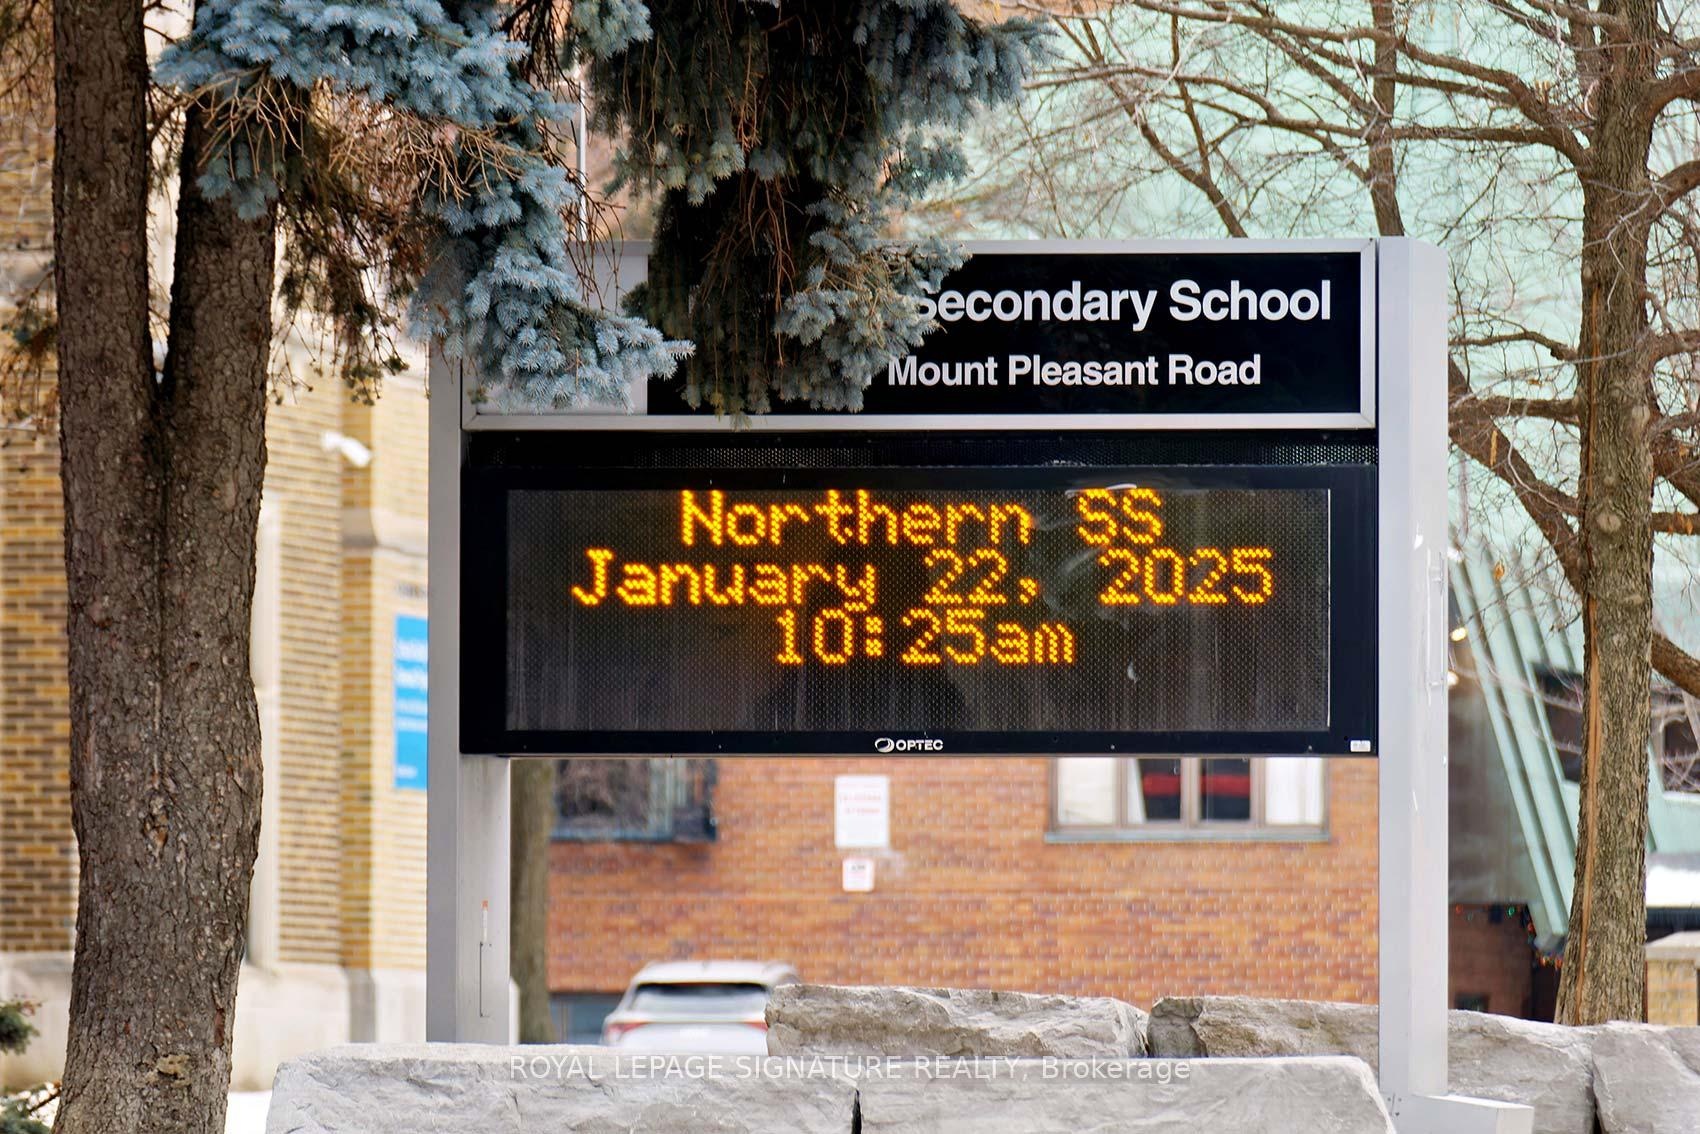 Secondary School
Mount Pleasant Road
Northern SS
January 22, 2025
10:25am
OPTEC
ROYAL LEPAGE SIGNATURE REALTY, Brokerage